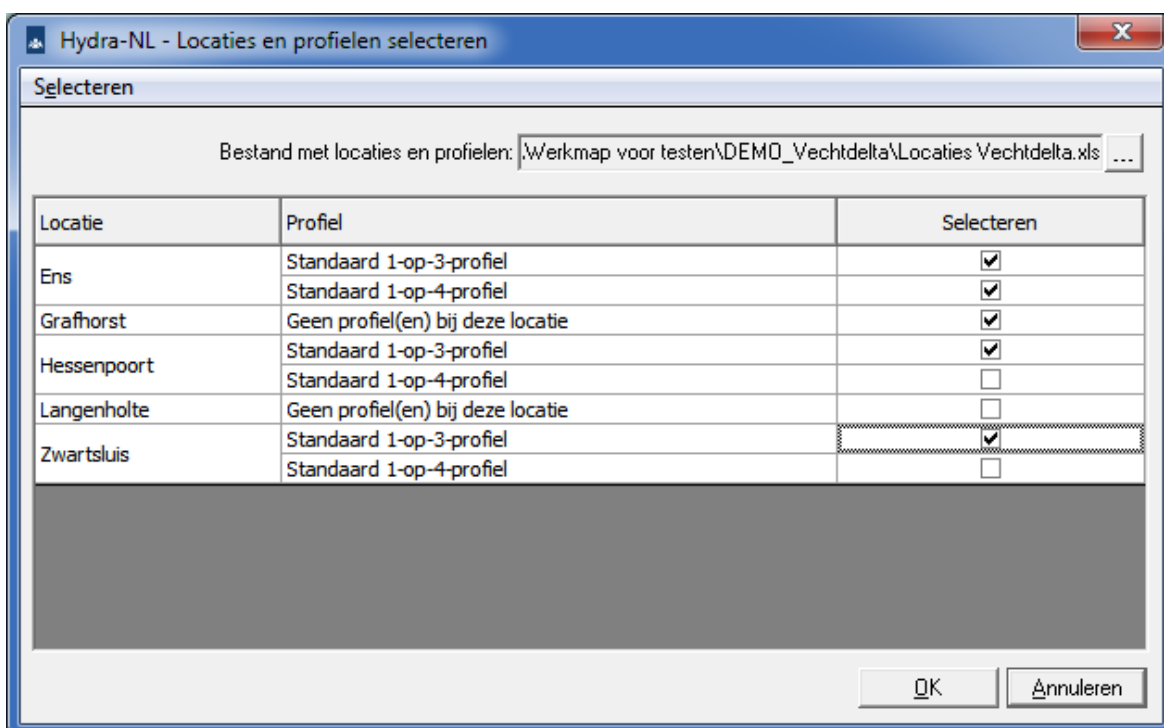 Hydra-NL - Locaties en profielen selecteren
Selecteren
Bestand met locaties en profielen: .Werkmap voor testen\DEMO_Vechtdelta\Locaties Vechtdelta.xls ...
Locatie Profiel Selecteren
Ens
Standaard 1-op-3-profiel
Standaard 1-op-4-profiel
Grafhorst Geen profiel(en) bij deze locatie
Hessenpoort
Standaard 1-op-3-profiel
Standaard 1-op-4-profiel
Langenholte Geen profiel(en) bij deze locatie
Zwartsluis
Standaard 1-op-3-profiel
Standaard 1-op-4-profiel
OK Annuleren